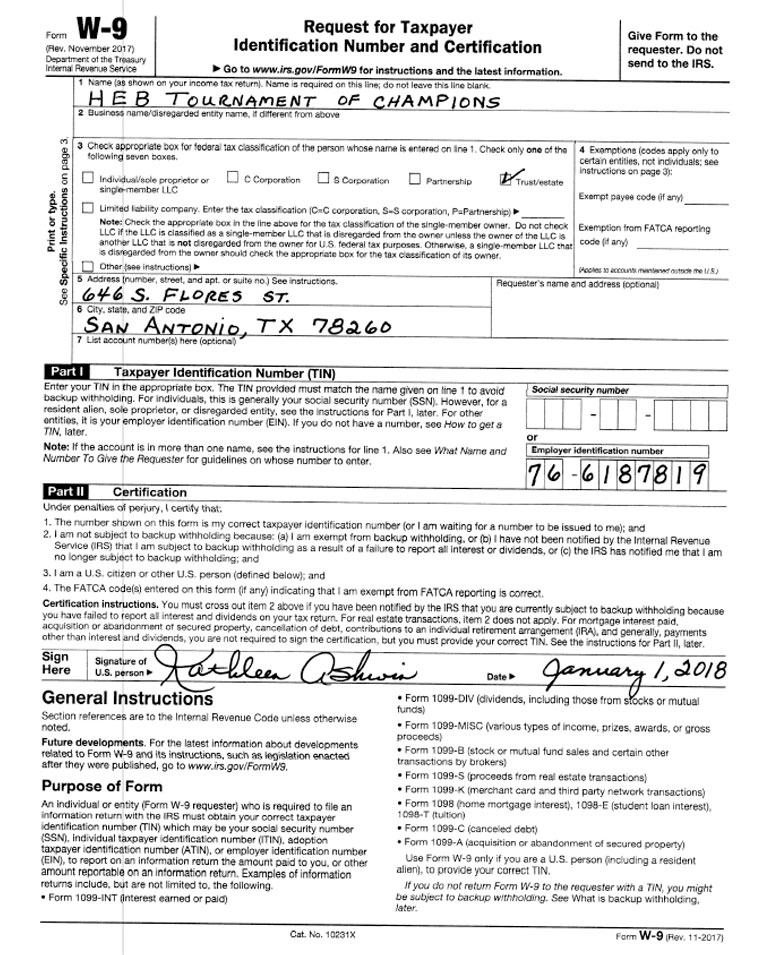 Form W-9
(Rev. November 2017)
Department of the Treasury
Internal Revenue Service
Request for Taxpayer
Identification Number and Certification
▶ Go to www.irs.gov/FormW9 for instructions and the latest information.
Give Form to the
requester. Do not
send to the IRS.
Print or type.
See Specific Instructions on page 3.
1 Name (as shown on your income tax return). Name is required on this line; do not leave this line blank.
HEB TOURNAMENT OF CHAMPIONS
2 Business name/disregarded entity name, if different from above
3 Check appropriate box for federal tax classification of the person whose name is entered on line 1. Check only one of the
following seven boxes.
Individual/sole proprietor or
single-member LLC
C Corporation
S Corporation
Partnership
Trust/estate
Limited liability company. Enter the tax classification (C=C corporation, S=S corporation, P=Partnership) ▶
Note: Check the appropriate box in the line above for the tax classification of the single-member owner. Do not check
LLC if the LLC is classified as a single-member LLC that is disregarded from the owner unless the owner of the LLC is
another LLC that is not disregarded from the owner for U.S. federal tax purposes. Otherwise, a single-member LLC that
is disregarded from the owner should check the appropriate box for the tax classification of its owner.
Other (see instructions) ▶
4 Exemptions (codes apply only to
certain entities, not individuals; see
instructions on page 3):
Exempt payee code (if any)
Exemption from FATCA reporting
code (if any)
(Applies to accounts maintained outside the U.S.)
5 Address (number, street, and apt. or suite no.) See instructions.
646 S. FLORES ST.
Requester's name and address (optional)
6 City, state, and ZIP code
SAN ANTONIO, TX 78260
7 List account number(s) here (optional)
Part I Taxpayer Identification Number (TIN)
Enter your TIN in the appropriate box. The TIN provided must match the name given on line 1 to avoid
backup withholding. For individuals, this is generally your social security number (SSN). However, for a
resident alien, sole proprietor, or disregarded entity, see the instructions for Part I, later. For other
entities, it is your employer identification number (EIN). If you do not have a number, see How to get a
TIN, later.
Note: If the account is in more than one name, see the instructions for line 1. Also see What Name and
Number To Give the Requester for guidelines on whose number to enter.
Social security number
– –
or
Employer identification number
76-6187819
Part II Certification
Under penalties of perjury, I certify that:
1. The number shown on this form is my correct taxpayer identification number (or I am waiting for a number to be issued to me); and
2. I am not subject to backup withholding because: (a) I am exempt from backup withholding, or (b) I have not been notified by the Internal Revenue
Service (IRS) that I am subject to backup withholding as a result of a failure to report all interest or dividends, or (c) the IRS has notified me that I am
no longer subject to backup withholding; and
3. I am a U.S. citizen or other U.S. person (defined below); and
4. The FATCA code(s) entered on this form (if any) indicating that I am exempt from FATCA reporting is correct.
Certification instructions. You must cross out item 2 above if you have been notified by the IRS that you are currently subject to backup withholding because
you have failed to report all interest and dividends on your tax return. For real estate transactions, item 2 does not apply. For mortgage interest paid,
acquisition or abandonment of secured property, cancellation of debt, contributions to an individual retirement arrangement (IRA), and generally, payments
other than interest and dividends, you are not required to sign the certification, but you must provide your correct TIN. See the instructions for Part II, later.
Sign
Here
Signature of
U.S. person ▶
Kathleen Ashwin
Date ▶
January 1, 2018
General Instructions
Section references are to the Internal Revenue Code unless otherwise
noted.
Future developments. For the latest information about developments
related to Form W-9 and its instructions, such as legislation enacted
after they were published, go to www.irs.gov/FormW9.
Purpose of Form
An individual or entity (Form W-9 requester) who is required to file an
information return with the IRS must obtain your correct taxpayer
identification number (TIN) which may be your social security number
(SSN), individual taxpayer identification number (ITIN), adoption
taxpayer identification number (ATIN), or employer identification number
(EIN), to report on an information return the amount paid to you, or other
amount reportable on an information return. Examples of information
returns include, but are not limited to, the following.
• Form 1099-INT (interest earned or paid)
• Form 1099-DIV (dividends, including those from stocks or mutual
funds)
• Form 1099-MISC (various types of income, prizes, awards, or gross
proceeds)
• Form 1099-B (stock or mutual fund sales and certain other
transactions by brokers)
• Form 1099-S (proceeds from real estate transactions)
• Form 1099-K (merchant card and third party network transactions)
• Form 1098 (home mortgage interest), 1098-E (student loan interest),
1098-T (tuition)
• Form 1099-C (canceled debt)
• Form 1099-A (acquisition or abandonment of secured property)
Use Form W-9 only if you are a U.S. person (including a resident
alien), to provide your correct TIN.
If you do not return Form W-9 to the requester with a TIN, you might
be subject to backup withholding. See What is backup withholding,
later.
Cat. No. 10231X
Form W-9 (Rev. 11-2017)